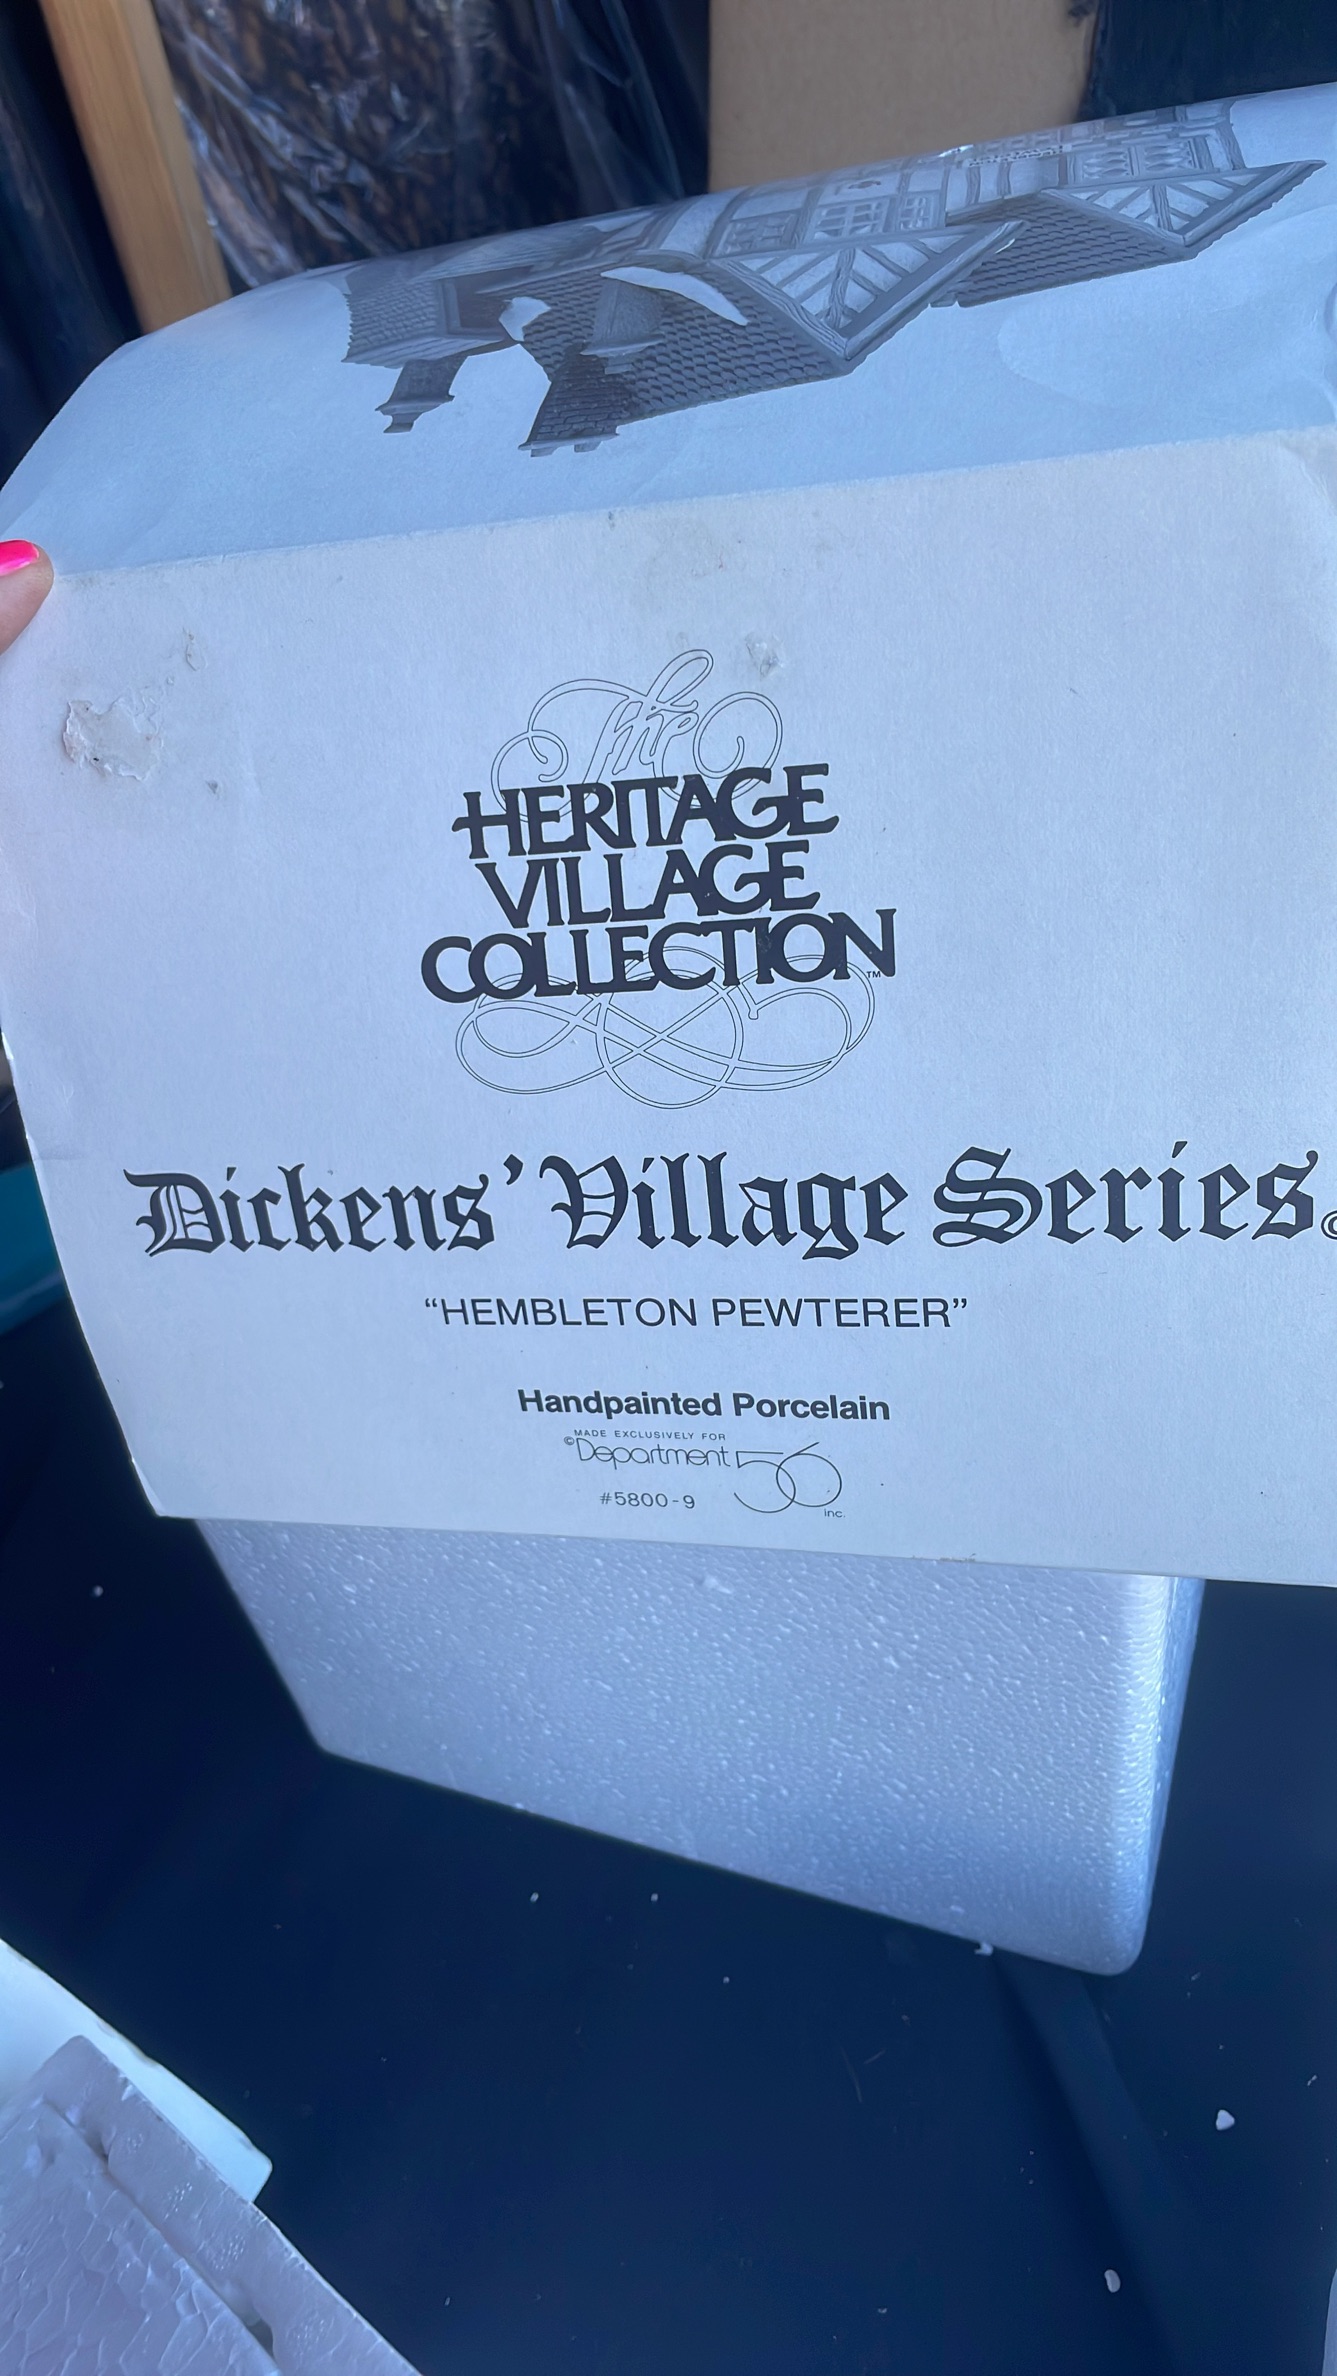 The
HERITAGE
VILLAGE
COLLECTION™
Dickens' Village Series©
“HEMBLETON PEWTERER”
Handpainted Porcelain
MADE EXCLUSIVELY FOR
©Department 56 inc.
#5800-9